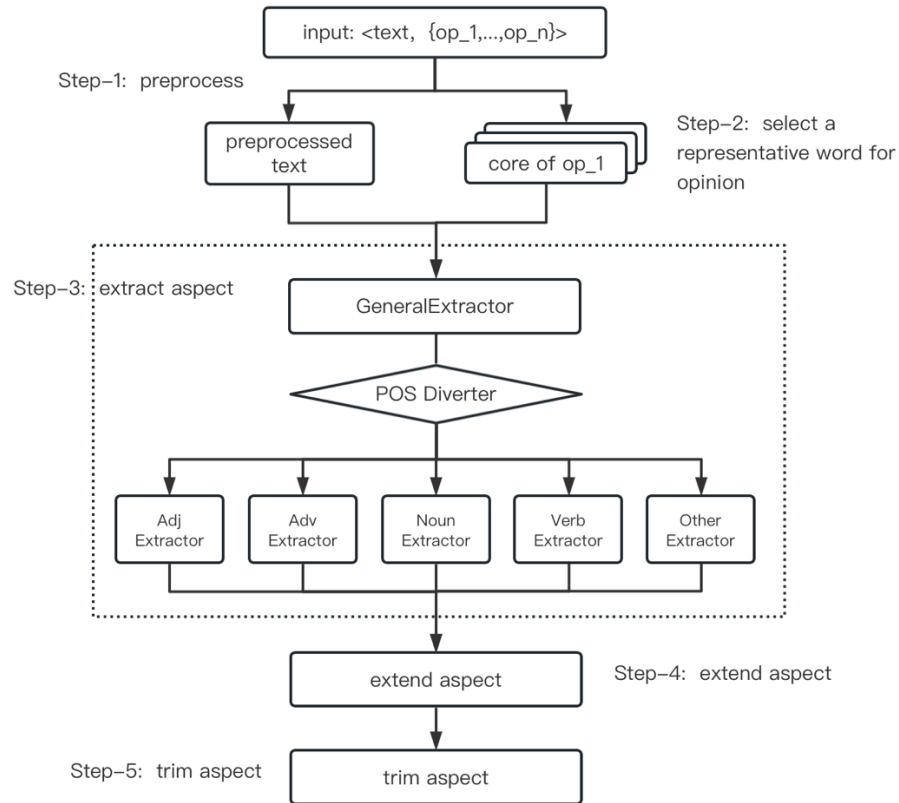 input: <text, {op_1,...,op_n}>
Step-1: preprocess
preprocessed
text
core of op_1
Step-2: select a
representative word for
opinion
Step-3: extract aspect
GeneralExtractor
POS Diverter
Adj
Extractor
Adv
Extractor
Noun
Extractor
Verb
Extractor
Other
Extractor
extend aspect
Step-4: extend aspect
Step-5: trim aspect
trim aspect